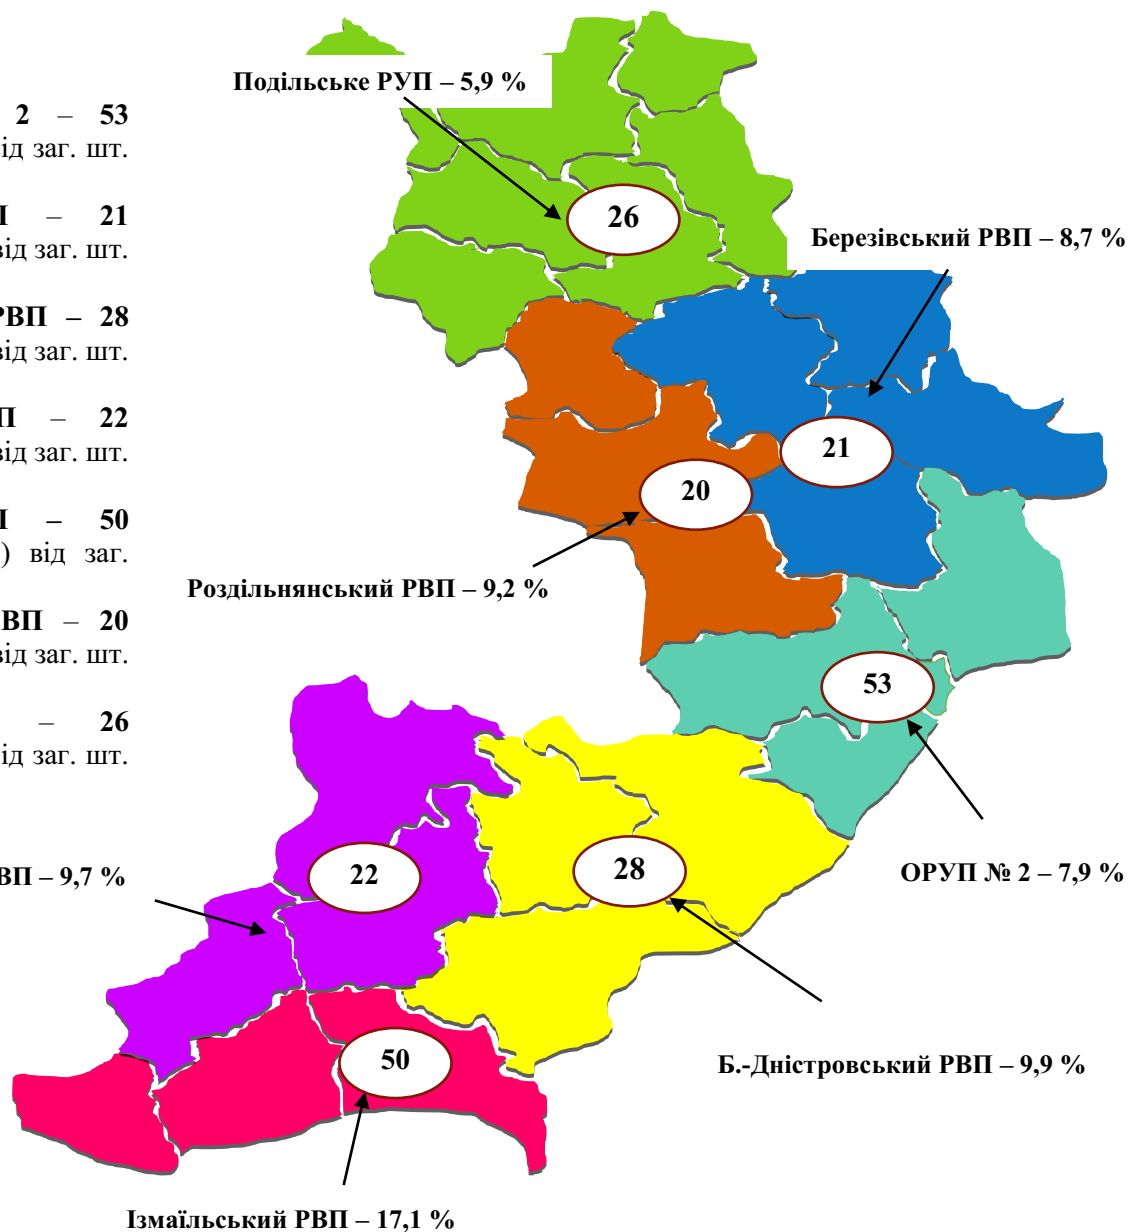 Подільське РУП – 5,9 %
2 – 53
від заг. шт.
26
– 21
від заг. шт.
Березівський РВП – 8,7 %
РВП – 28
від заг. шт.
– 22
від заг. шт.
21
20
– 50
) від заг.
Роздільнянський РВП – 9,2 %
– 20
від заг. шт.
53
– 26
від заг. шт.
22
28
ОРУП № 2 – 7,9 %
– 9,7 %
50
Б.-Дністровський РВП – 9,9 %
Ізмаїльський РВП – 17,1 %